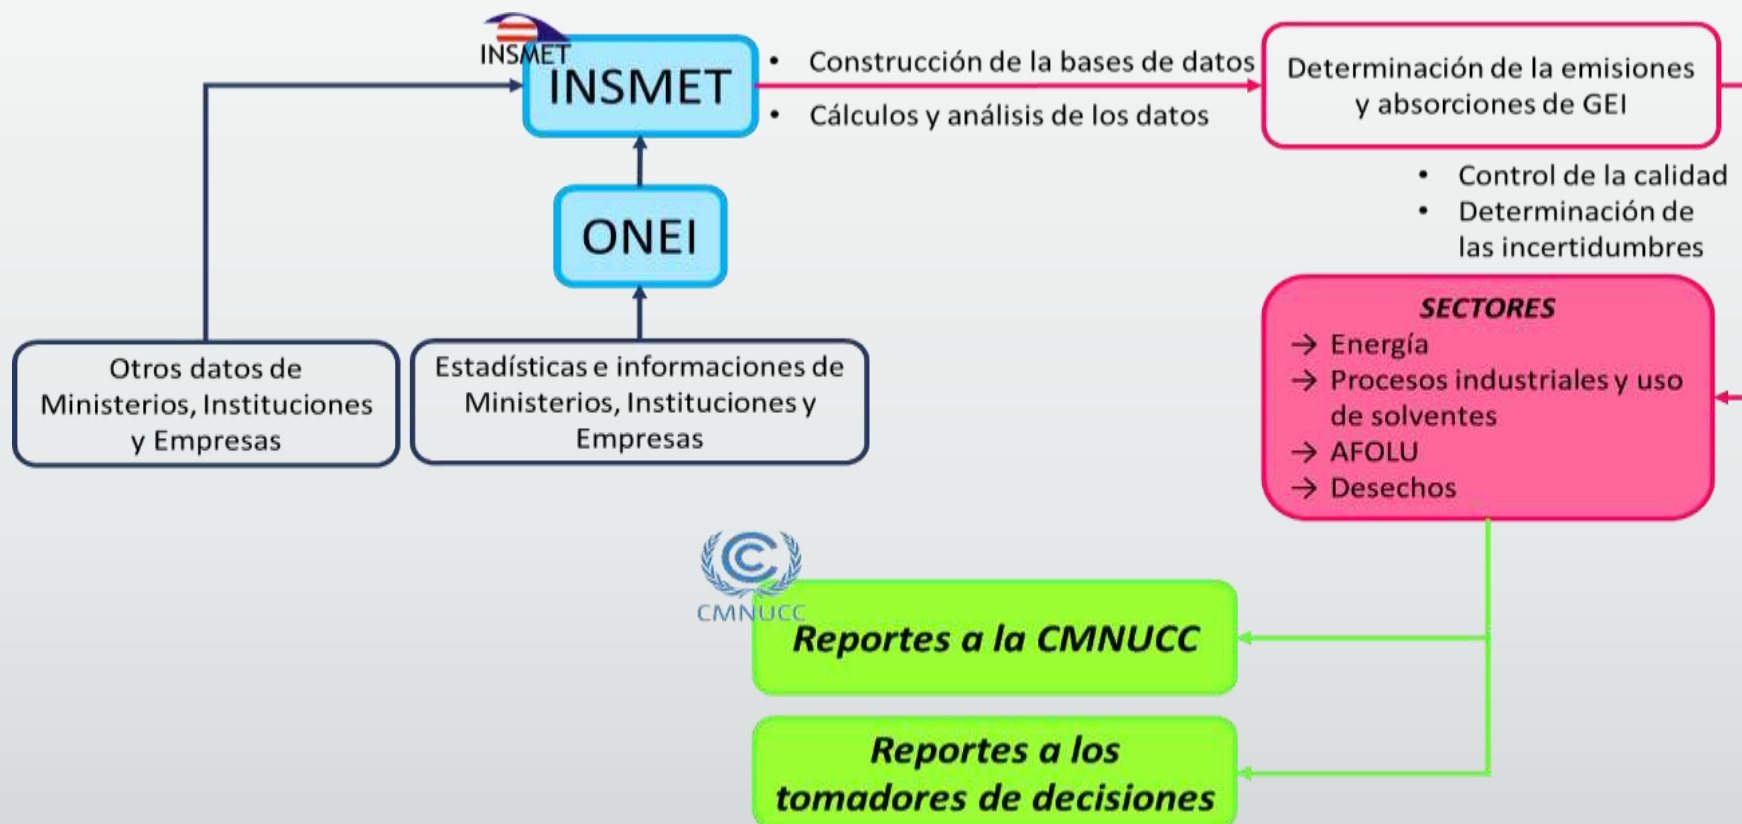 INSMET
INSMET
• Construcción de la bases de datos
• Cálculos y análisis de los datos
Determinación de la emisiones
y absorciones de GEI
• Control de la calidad
• Determinación de
las incertidumbres
ONEI
Otros datos de
Ministerios, Instituciones
y Empresas
Estadísticas e informaciones de
Ministerios, Instituciones y
Empresas
SECTORES
→ Energía
→ Procesos industriales y uso
de solventes
→ AFOLU
→ Desechos
CMNUCC
Reportes a la CMNUCC
Reportes a los
tomadores de decisiones